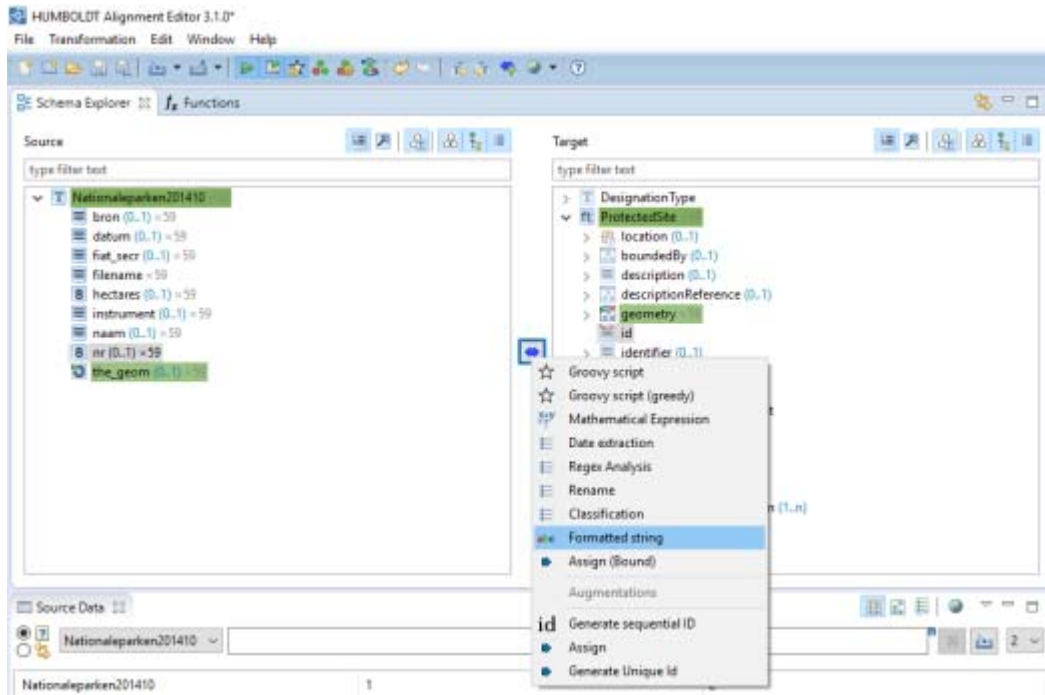 HUMBOLDT Alignment Editor 3.1.0*
File Transformation Edit Window Help
Schema Explorer Functions
Source
Target
type filter text
type filter text
Nationaleparken201410
bron (0..1) ×59
datum (0..1) ×59
fiat_secr (0..1) ×59
filename ×59
hectares (0..1) ×59
instrument (0..1) ×59
naam (0..1) ×59
nr (0..1) ×59
the_geom (0..1) ×59
DesignationType
ProtectedSite
location (0..1)
boundedBy (0..1)
description (0..1)
descriptionReference (0..1)
geometry
id
identifier (0..1)
n (1..n)
Groovy script
Groovy script (greedy)
Mathematical Expression
Date extraction
Regex Analysis
Rename
Classification
Formatted string
Assign (Bound)
Augmentations
id Generate sequential ID
Assign
Generate Unique Id
Source Data
Nationaleparken201410
2
Nationaleparken201410 1